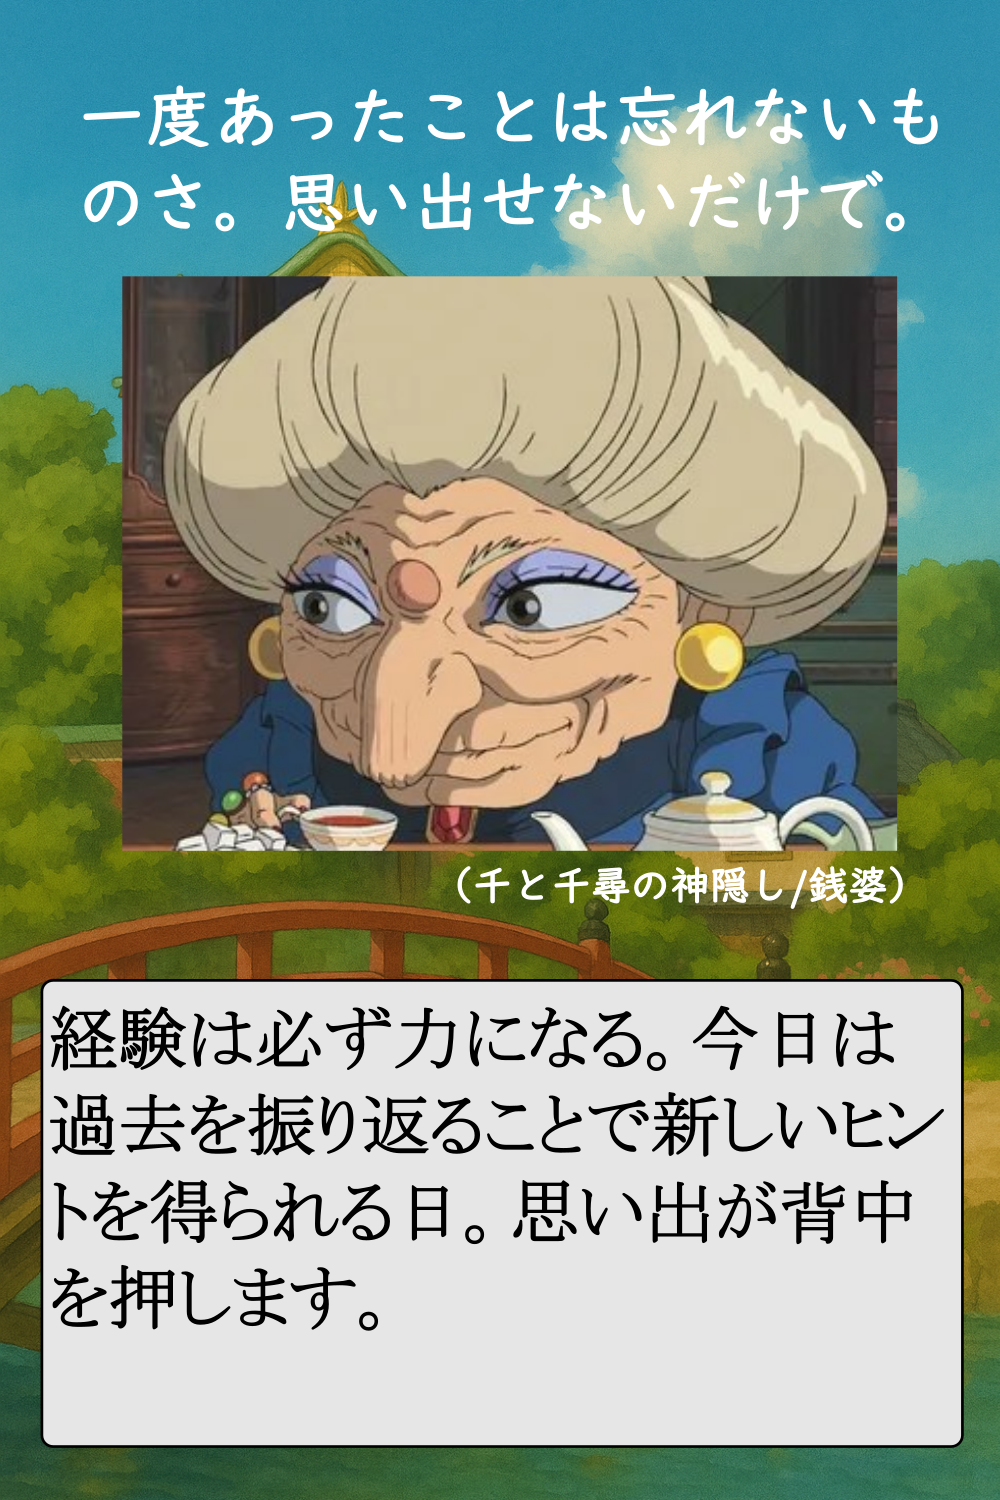 一度あったことは忘れないも
のさ。思い出せないだけで。
（千と千尋の神隠し/銭婆）
経験は必ず力になる。今日は
過去を振り返ることで新しいヒン
トを得られる日。思い出が背中
を押します。